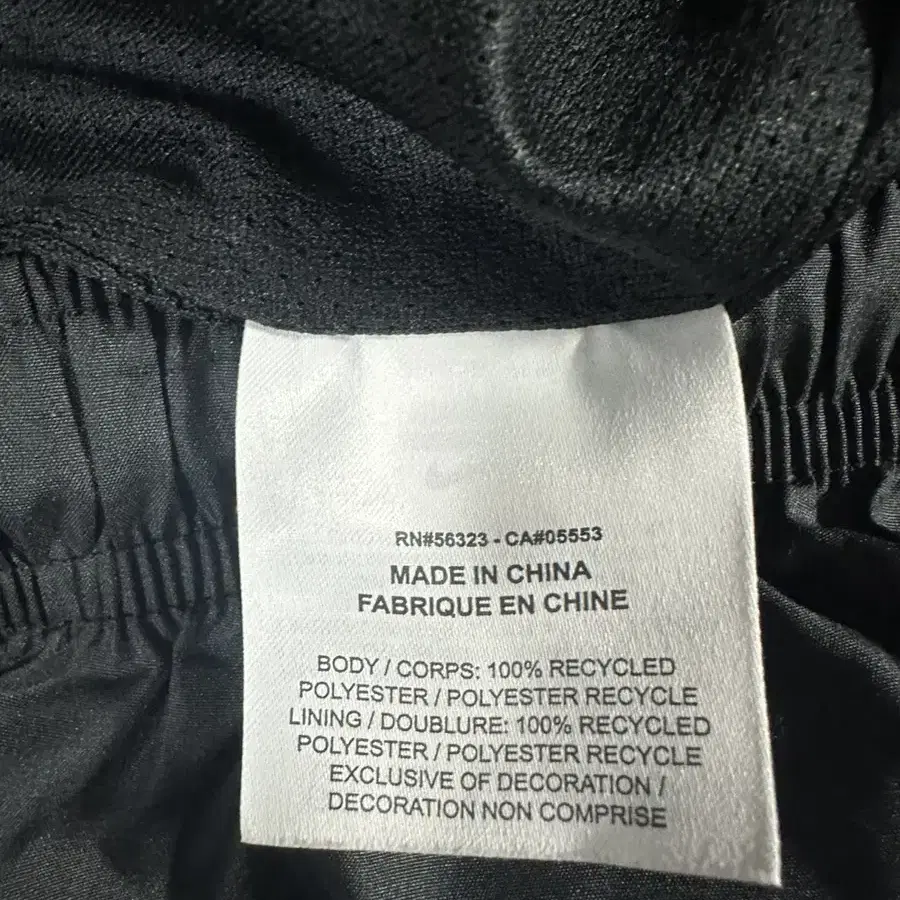 RN#56323 - CA#05553
MADE IN CHINA
FABRIQUE EN CHINE
BODY / CORPS: 100% RECYCLED
POLYESTER / POLYESTER RECYCLE
LINING / DOUBLURE: 100% RECYCLED
POLYESTER / POLYESTER RECYCLE
EXCLUSIVE OF DECORATION /
DECORATION NON COMPRISE